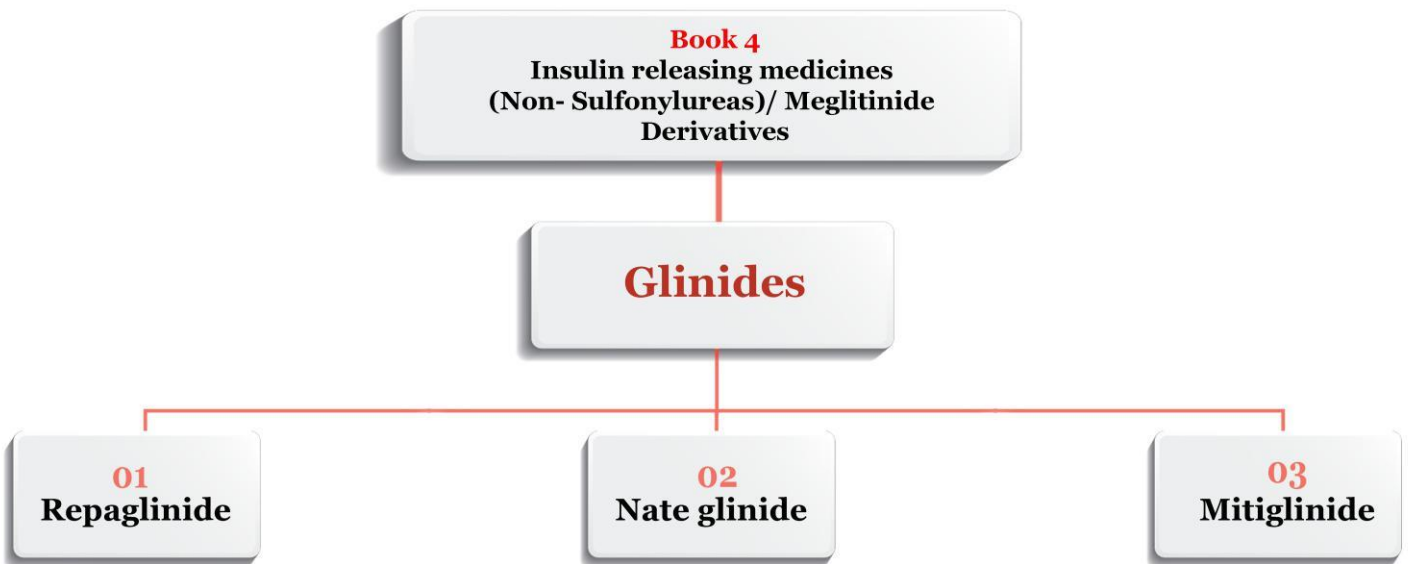 Book 4
Insulin releasing medicines
(Non- Sulfonylureas)/ Meglitinide
Derivatives
Glinides
01
Repaglinide
02
Nate glinide
03
Mitiglinide